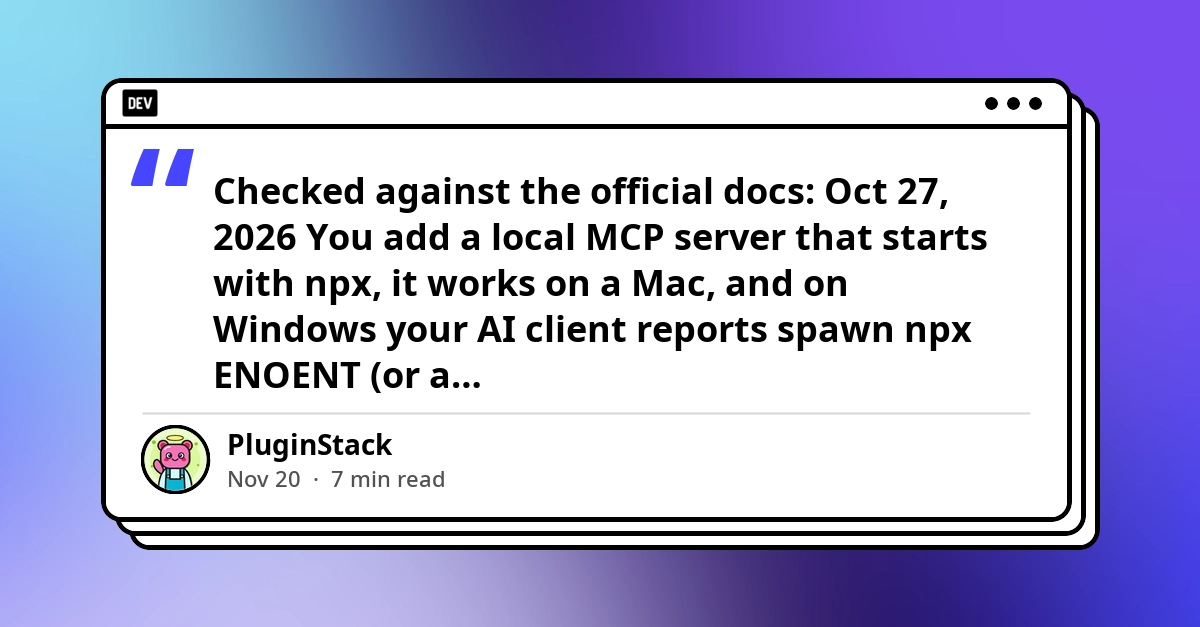 DEV
Checked against the official docs: Oct 27,
2026 You add a local MCP server that starts
with npx, it works on a Mac, and on
Windows your AI client reports spawn npx
ENOENT (or a...
PluginStack
Nov 20 · 7 min read